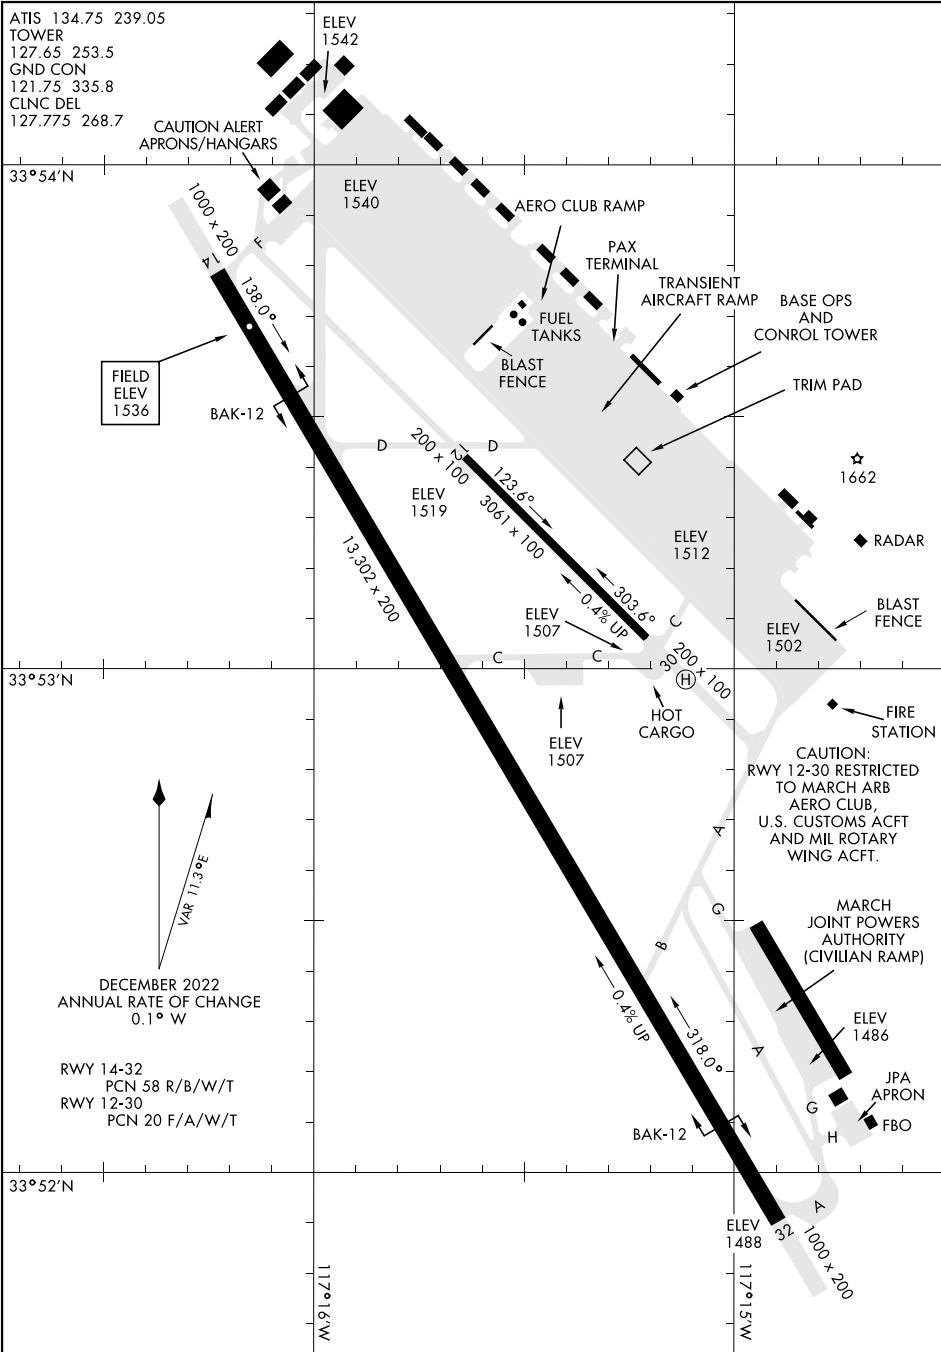 ATIS 134.75 239.05
TOWER
127.65 253.5
GND CON
121.75 335.8
CLNC DEL
127.775 268.7
ELEV
1542
CAUTION ALERT
APRONS/HANGARS
33°54'N
ELEV
1540
1000 x 200
F
14
138.0°
AERO CLUB RAMP
PAX
TERMINAL
TRANSIENT
AIRCRAFT RAMP
BASE OPS
AND
CONROL TOWER
FUEL
TANKS
BLAST
FENCE
TRIM PAD
FIELD
ELEV
1536
BAK-12
D
D
200 x 100
12
123.6°
3061 x 100
ELEV
1519
1662
RADAR
ELEV
1512
13,302 x 200
303.6°
0.4% UP
ELEV
1507
C
BLAST
FENCE
ELEV
1502
C
C
33°53'N
30
200 x 100
H
HOT
CARGO
ELEV
1507
FIRE
STATION
CAUTION:
RWY 12-30 RESTRICTED
TO MARCH ARB
AERO CLUB,
U.S. CUSTOMS ACFT
AND MIL ROTARY
WING ACFT.
A
VAR 11.3°E
G
B
MARCH
JOINT POWERS
AUTHORITY
(CIVILIAN RAMP)
DECEMBER 2022
ANNUAL RATE OF CHANGE
0.1° W
0.4% UP
318.0°
ELEV
1486
A
RWY 14-32
PCN 58 R/B/W/T
RWY 12-30
PCN 20 F/A/W/T
JPA
APRON
G
FBO
H
BAK-12
33°52'N
A
ELEV
1488
32
1000 x 200
117°16'W
117°15'W